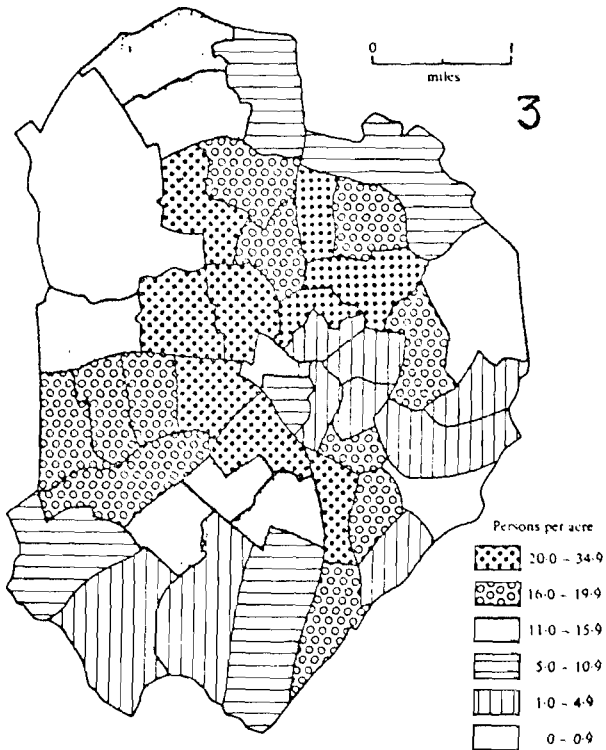 0 1
miles
3
Persons per acre
20·0 – 34·9
16·0 – 19·9
11·0 – 15·9
5·0 – 10·9
1·0 – 4·9
0 – 0·9